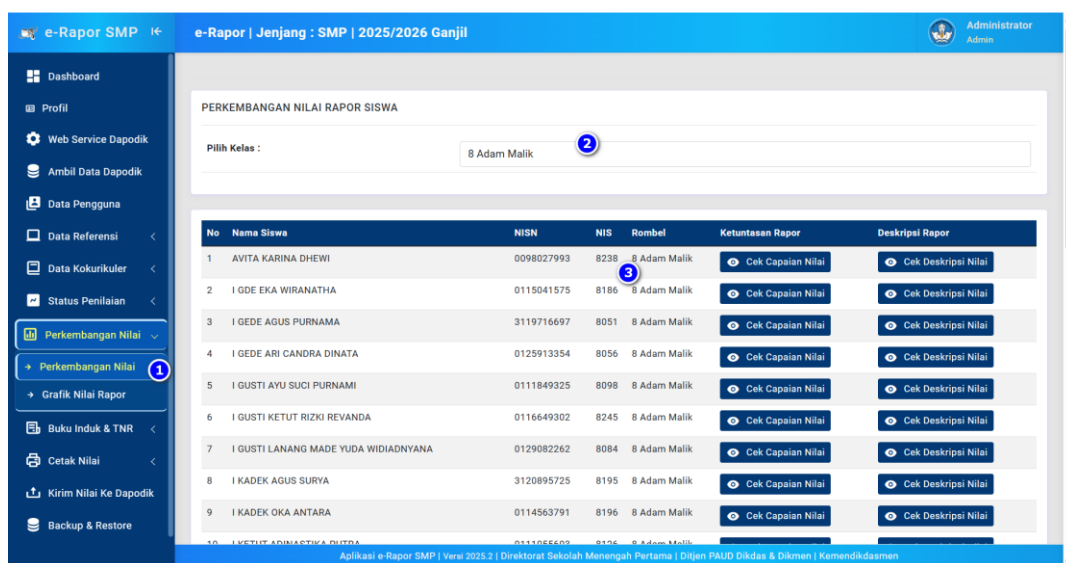 e-Rapor SMP
e-Rapor | Jenjang : SMP | 2025/2026 Ganjil
Administrator
Admin
Dashboard
Profil
Web Service Dapodik
Ambil Data Dapodik
Data Pengguna
Data Referensi
Data Kokurikuler
Status Penilaian
Perkembangan Nilai
Perkembangan Nilai 1
Grafik Nilai Rapor
Buku Induk & TNR
Cetak Nilai
Kirim Nilai Ke Dapodik
Backup & Restore
PERKEMBANGAN NILAI RAPOR SISWA
Pilih Kelas : 8 Adam Malik 2
No Nama Siswa NISN NIS Rombel Ketuntasan Rapor Deskripsi Rapor
1 AVITA KARINA DHEWI 0098027993 8238 8 Adam Malik Cek Capaian Nilai Cek Deskripsi Nilai
3
2 I GDE EKA WIRANATHA 0115041575 8186 8 Adam Malik Cek Capaian Nilai Cek Deskripsi Nilai
3 I GEDE AGUS PURNAMA 3119716697 8051 8 Adam Malik Cek Capaian Nilai Cek Deskripsi Nilai
4 I GEDE ARI CANDRA DINATA 0125913354 8056 8 Adam Malik Cek Capaian Nilai Cek Deskripsi Nilai
5 I GUSTI AYU SUCI PURNAMI 0111849325 8098 8 Adam Malik Cek Capaian Nilai Cek Deskripsi Nilai
6 I GUSTI KETUT RIZKI REVANDA 0116649302 8245 8 Adam Malik Cek Capaian Nilai Cek Deskripsi Nilai
7 I GUSTI LANANG MADE YUDA WIDIADNYANA 0129082262 8084 8 Adam Malik Cek Capaian Nilai Cek Deskripsi Nilai
8 I KADEK AGUS SURYA 3120895725 8195 8 Adam Malik Cek Capaian Nilai Cek Deskripsi Nilai
9 I KADEK OKA ANTARA 0114563791 8196 8 Adam Malik Cek Capaian Nilai Cek Deskripsi Nilai
10 I KETUT ADINASTIKA PUTRA 8 Adam Malik
Aplikasi e-Rapor SMP | Versi 2025.2 | Direktorat Sekolah Menengah Pertama | Ditjen PAUD Dikdas & Dikmen | Kemendikdasmen